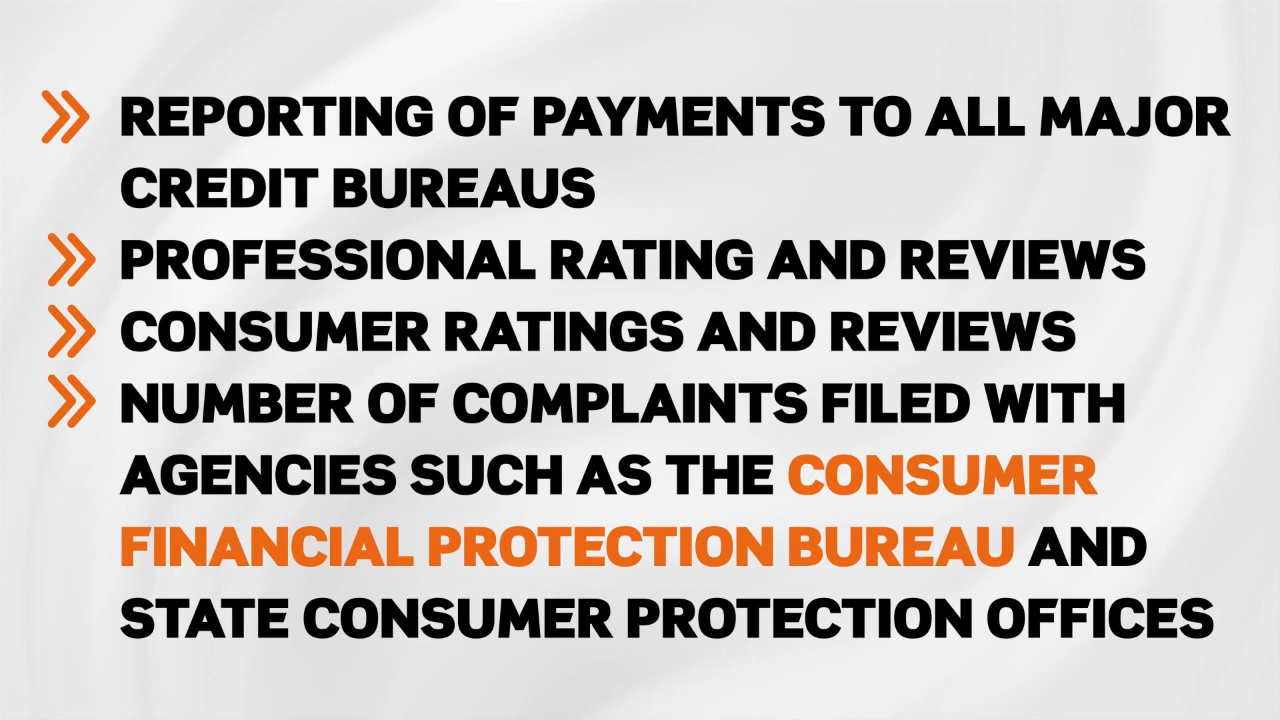 REPORTING OF PAYMENTS TO ALL MAJOR
CREDIT BUREAUS
PROFESSIONAL RATING AND REVIEWS
CONSUMER RATINGS AND REVIEWS
NUMBER OF COMPLAINTS FILED WITH
AGENCIES SUCH AS THE CONSUMER
FINANCIAL PROTECTION BUREAU AND
STATE CONSUMER PROTECTION OFFICES